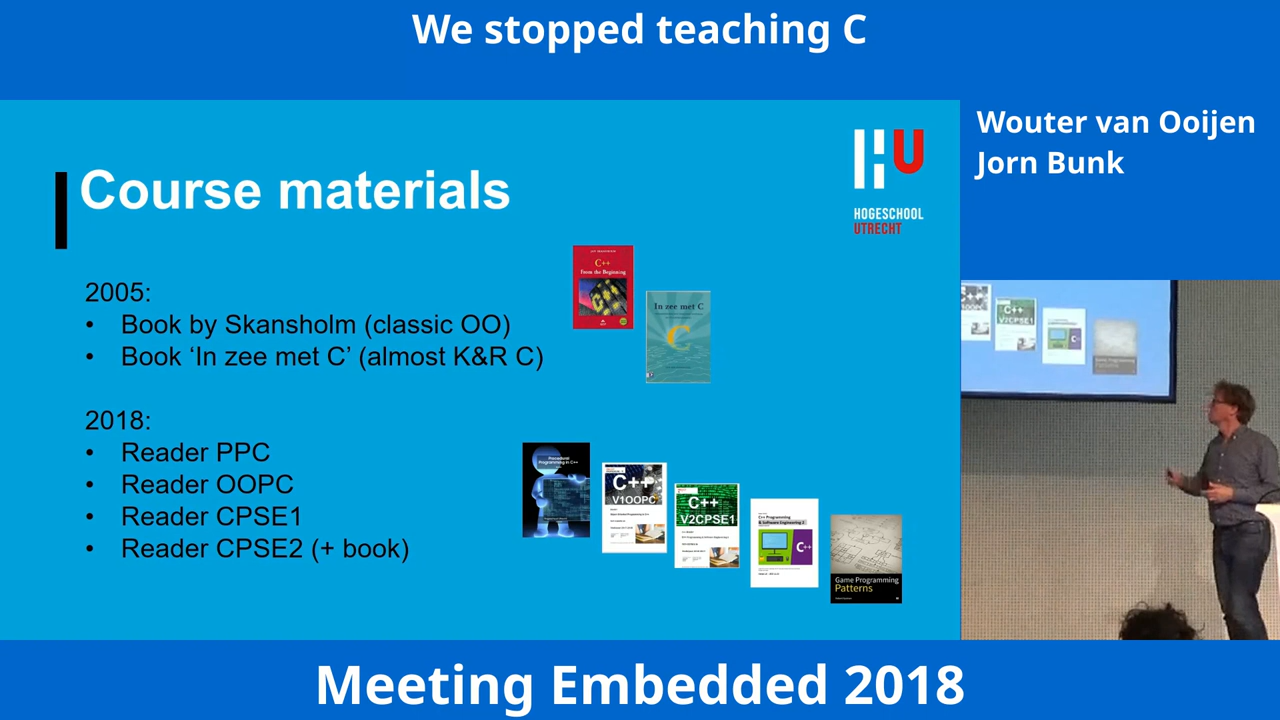 We stopped teaching C
Wouter van Ooijen
Jorn Bunk
HU
HOGESCHOOL
UTRECHT
Course materials
2005:
• Book by Skansholm (classic OO)
• Book ‘In zee met C’ (almost K&R C)
C++
From the Beginning
In zee met C
C
2018:
• Reader PPC
• Reader OOPC
• Reader CPSE1
• Reader CPSE2 (+ book)
Procedural
Programming in C++
C++
V1OOPC
C++
V2CPSE1
C++ Programming
& Software Engineering 2
C++
Game Programming
Patterns
C++
V2CPSE1
Meeting Embedded 2018